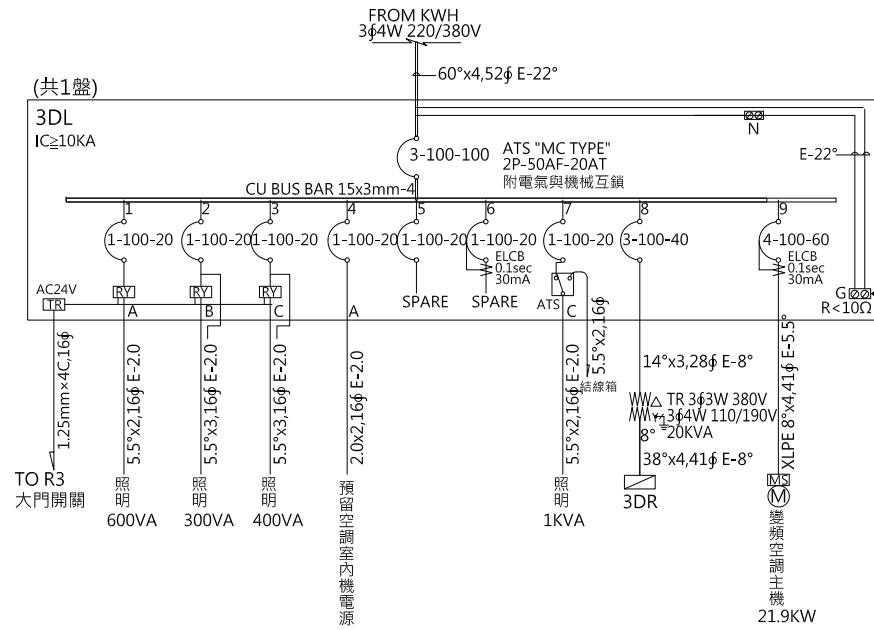 FROM KWH
3ϕ4W 220/380V
60°x4,52ϕ E-22°
(共1盤)
3DL
IC≧10KA
N
3-100-100
ATS "MC TYPE"
2P-50AF-20AT
附電氣與機械互鎖
E-22°
CU BUS BAR 15x3mm-4
1
2
3
4
5
6
7
8
9
1-100-20
1-100-20
1-100-20
1-100-20
1-100-20
1-100-20
1-100-20
3-100-40
4-100-60
ELCB
0.1sec
30mA
ELCB
0.1sec
30mA
AC24V
TR
RY
RY
RY
SPARE
SPARE
ATS
G
R<10Ω
A
B
C
A
C
1.25mm×4C,16ϕ
5.5°x2,16ϕ E-2.0
5.5°x3,16ϕ E-2.0
5.5°x3,16ϕ E-2.0
2.0x2,16ϕ E-2.0
5.5°x2,16ϕ E-2.0
5.5°x2,16ϕ
結線箱
14°x3,28ϕ E-8°
TR 3ϕ3W 380V
3ϕ4W 110/190V
20KVA
8°
38°x4,41ϕ E-8°
XLPE 8°x4,41ϕ E-5.5°
TO R3
大門開關
照明
600VA
照明
300VA
照明
400VA
預留空調室內機電源
照明
1KVA
3DR
MS
M
變頻空調主機
21.9KW